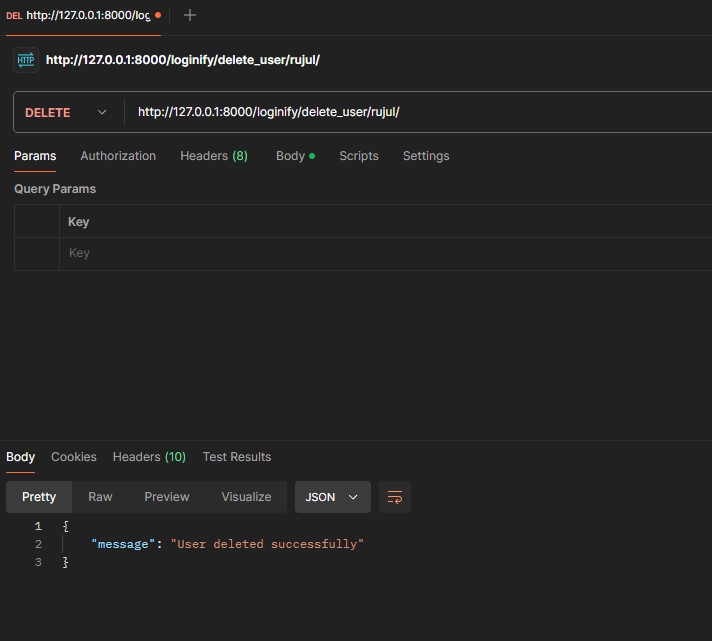 DEL http://127.0.0.1:8000/log
HTTP http://127.0.0.1:8000/loginify/delete_user/rujul/
DELETE http://127.0.0.1:8000/loginify/delete_user/rujul/
Params Authorization Headers (8) Body Scripts Settings
Query Params
Key
Key
Body Cookies Headers (10) Test Results
Pretty Raw Preview Visualize JSON
1 {
2 "message": "User deleted successfully"
3 }